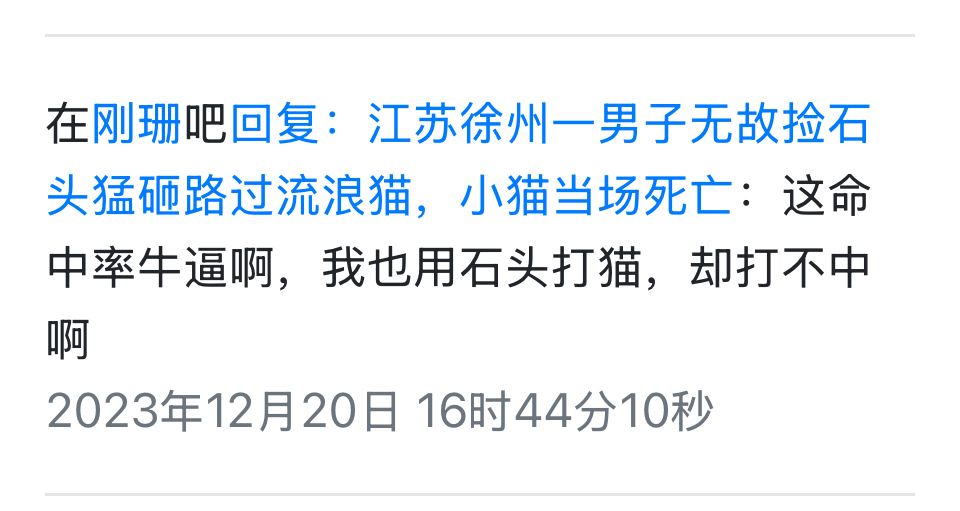 在刚珊吧回复：江苏徐州一男子无故捡石
头猛砸路过流浪猫，小猫当场死亡：这命
中率牛逼啊，我也用石头打猫，却打不中
啊
2023年12月20日 16时44分10秒